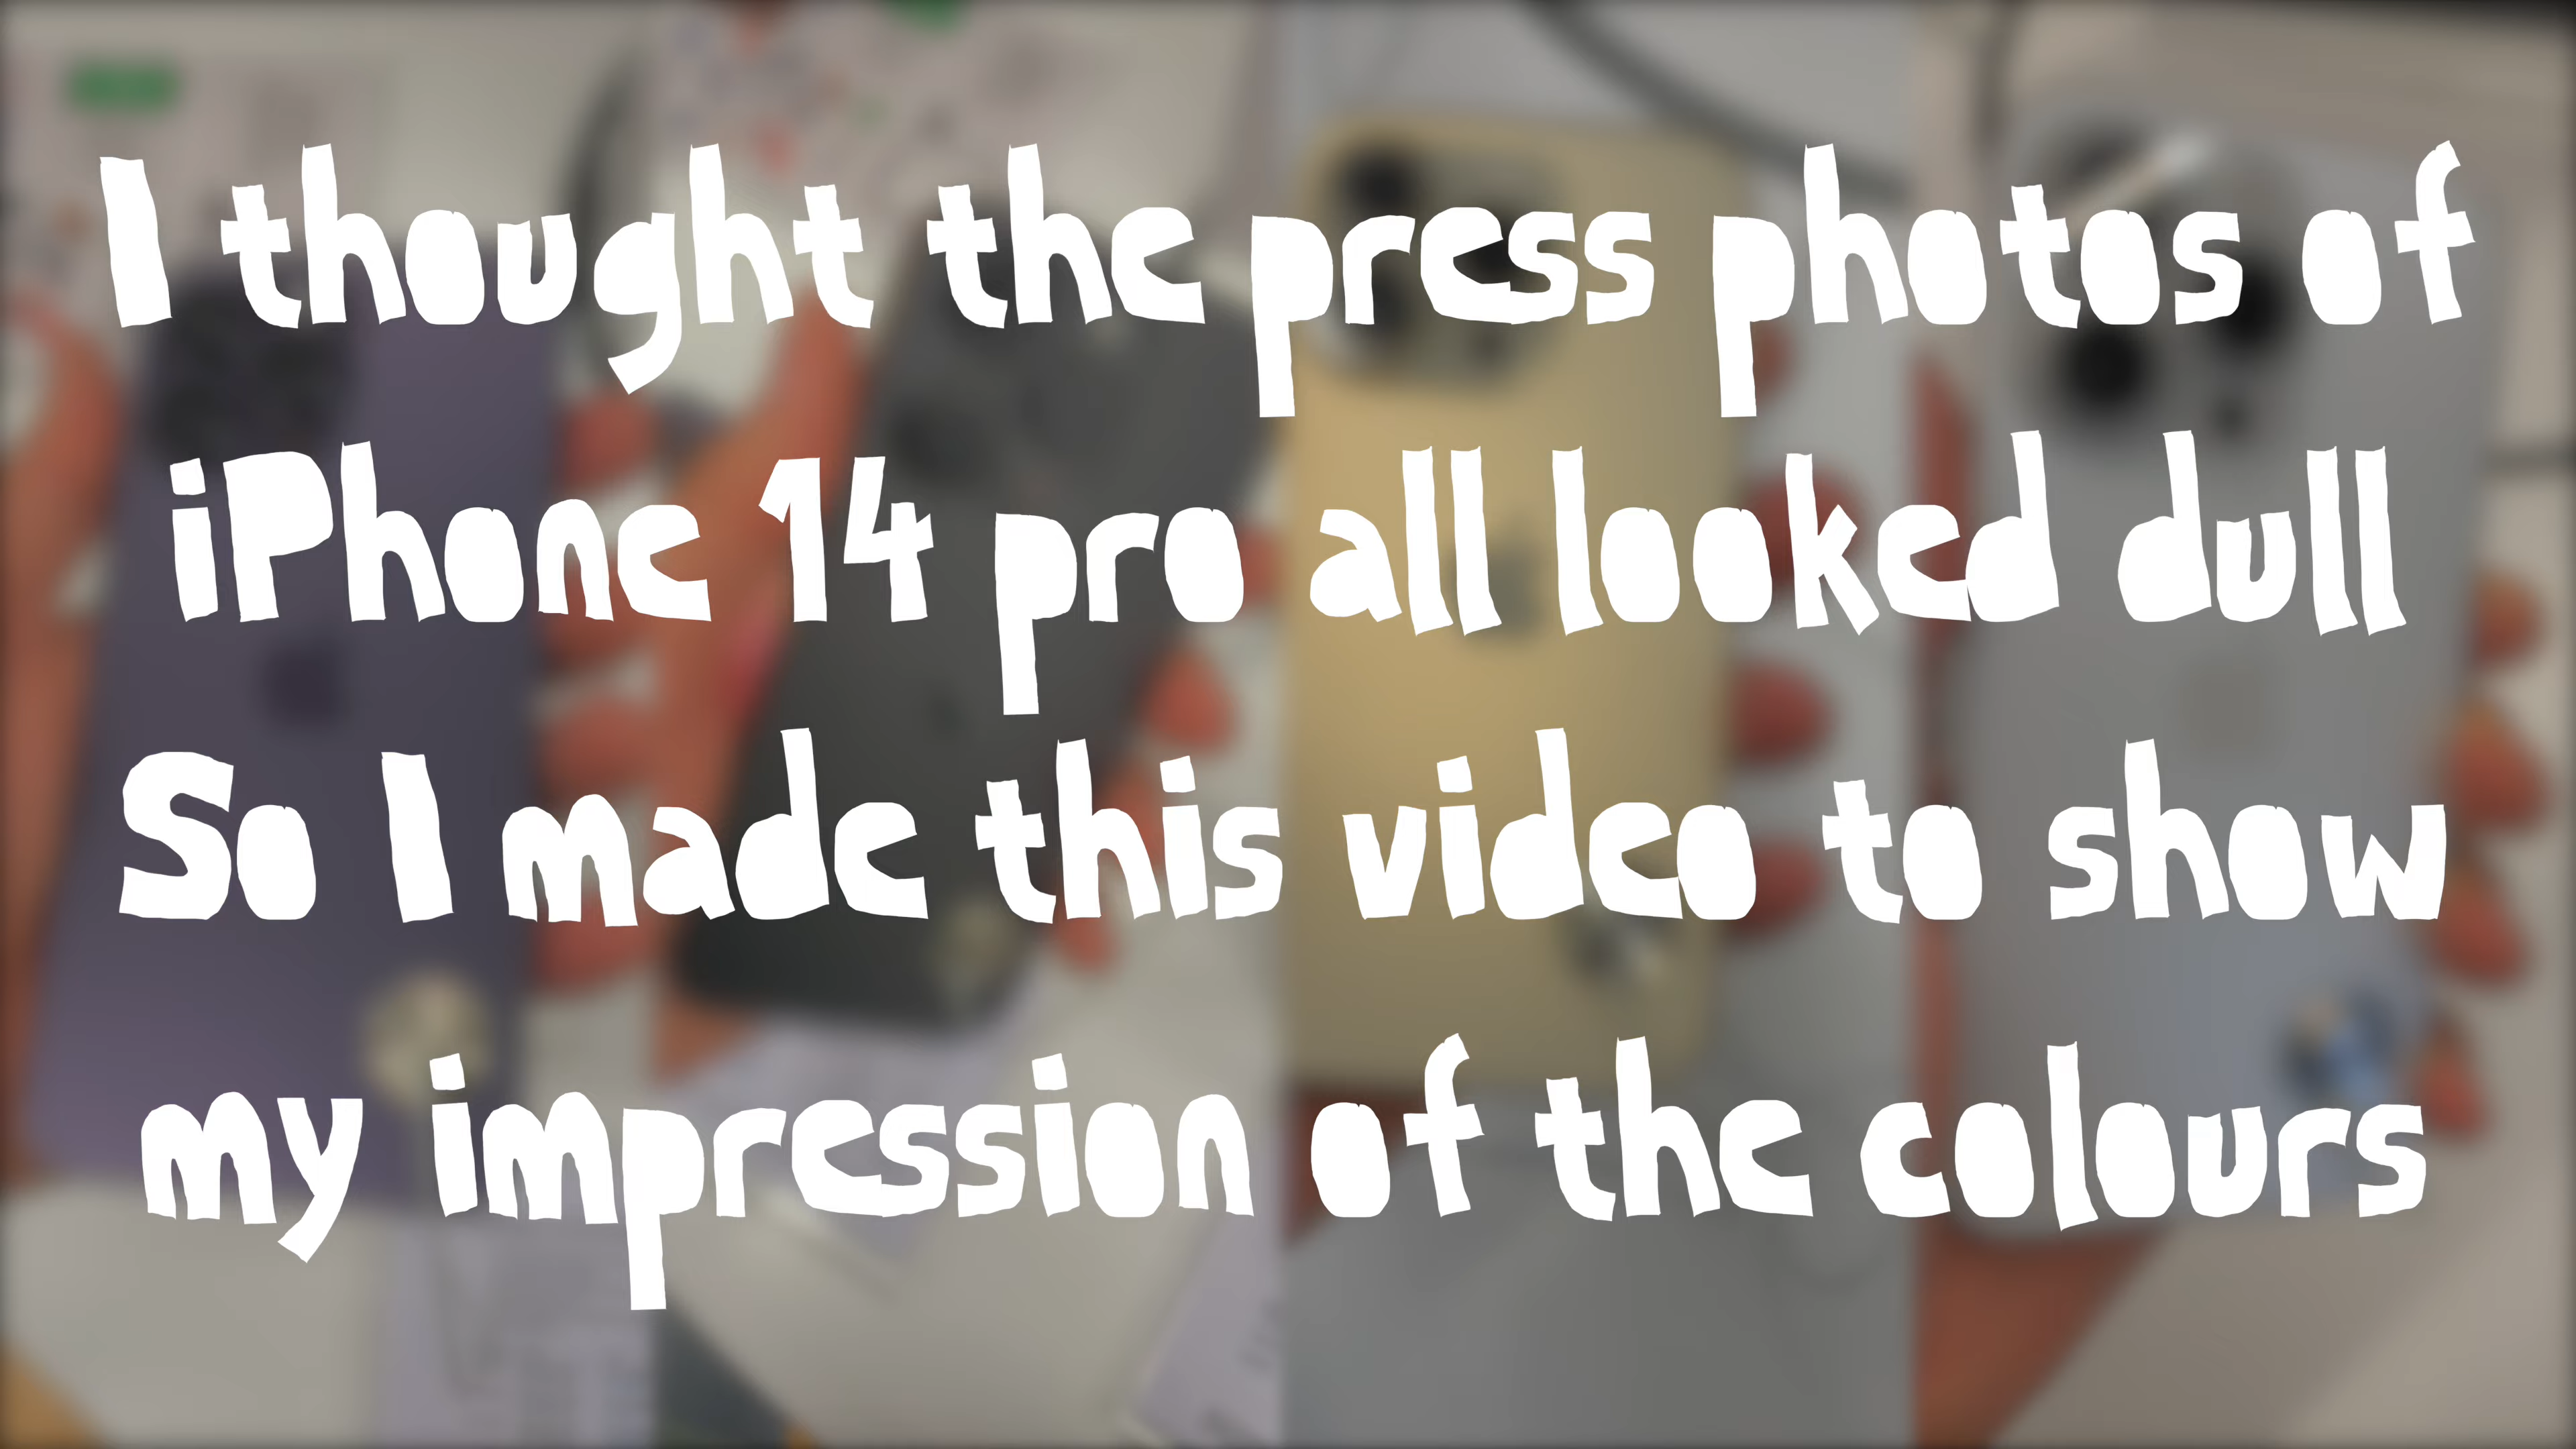 I thought the press photos of
iPhone 14 pro all looked dull
So I made this video to show
my impression of the colours